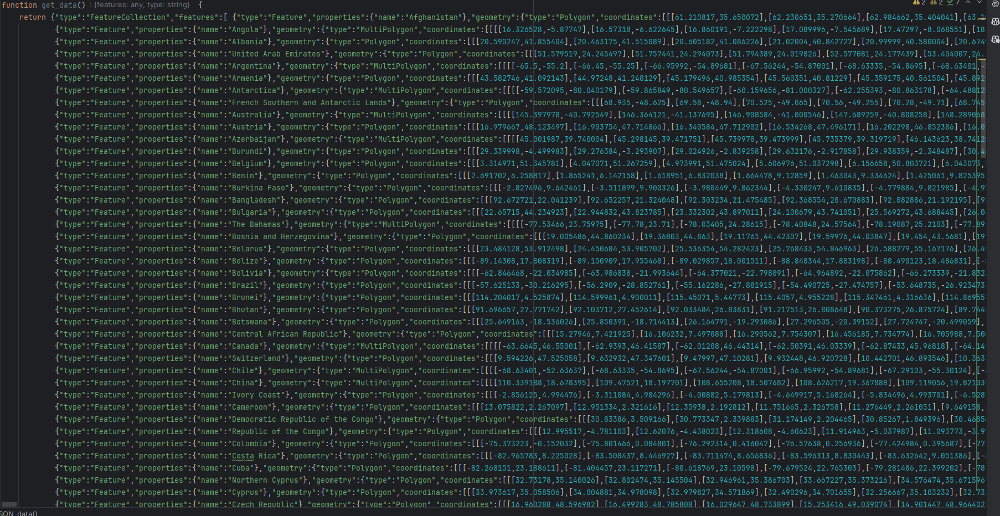 function get_data() : {features: any, type: string} {
return {"type":"FeatureCollection","features":[ {"type":"Feature","properties":{"name":"Afghanistan"},"geometry":{"type":"Polygon","coordinates":[[[61.210817,35.650072],[62.230651,35.270664],[62.984662,35.404041],[63.19
{"type":"Feature","properties":{"name":"Angola"},"geometry":{"type":"MultiPolygon","coordinates":[[[[16.326528,-5.87747],[16.57318,-6.622645],[16.860191,-7.222298],[17.089996,-7.545689],[17.47297,-8.068551],[18
{"type":"Feature","properties":{"name":"Albania"},"geometry":{"type":"Polygon","coordinates":[[[20.590247,41.855404],[20.463175,41.515089],[20.605182,41.086226],[21.02004,40.842727],[20.99999,40.580004],[20.674
{"type":"Feature","properties":{"name":"United Arab Emirates"},"geometry":{"type":"Polygon","coordinates":[[[51.579519,24.245497],[51.757441,24.294073],[51.794389,24.019826],[52.577081,24.177439],[53.404007,24.
{"type":"Feature","properties":{"name":"Argentina"},"geometry":{"type":"MultiPolygon","coordinates":[[[[-65.5,-55.2],[-66.45,-55.25],[-66.95992,-54.89681],[-67.56244,-54.87001],[-68.63335,-54.8695],[-68.63401,-
{"type":"Feature","properties":{"name":"Armenia"},"geometry":{"type":"Polygon","coordinates":[[[43.582746,41.092143],[44.97248,41.248129],[45.179496,40.985354],[45.560351,40.81229],[45.359175,40.561504],[45.891
{"type":"Feature","properties":{"name":"Antarctica"},"geometry":{"type":"MultiPolygon","coordinates":[[[[-59.572095,-80.040179],[-59.865849,-80.549657],[-60.159656,-81.000327],[-62.255393,-80.863178],[-64.48812
{"type":"Feature","properties":{"name":"French Southern and Antarctic Lands"},"geometry":{"type":"Polygon","coordinates":[[[68.935,-48.625],[69.58,-48.94],[70.525,-49.065],[70.56,-49.255],[70.28,-49.71],[68.745
{"type":"Feature","properties":{"name":"Australia"},"geometry":{"type":"MultiPolygon","coordinates":[[[[145.397978,-40.792549],[146.364121,-41.137695],[146.908584,-41.000546],[147.689259,-40.808258],[148.289068
{"type":"Feature","properties":{"name":"Austria"},"geometry":{"type":"Polygon","coordinates":[[[16.979667,48.123497],[16.903754,47.714866],[16.340584,47.712902],[16.534268,47.496171],[16.202298,46.852386],[16.0
{"type":"Feature","properties":{"name":"Azerbaijan"},"geometry":{"type":"MultiPolygon","coordinates":[[[[45.001987,39.740004],[45.298145,39.471751],[45.739978,39.473999],[45.735379,39.319719],[46.143623,38.7412
{"type":"Feature","properties":{"name":"Burundi"},"geometry":{"type":"Polygon","coordinates":[[[29.339998,-4.499983],[29.276384,-3.293907],[29.024926,-2.839258],[29.632176,-2.917858],[29.938359,-2.348487],[30.4
{"type":"Feature","properties":{"name":"Belgium"},"geometry":{"type":"Polygon","coordinates":[[[3.314971,51.345781],[4.047071,51.267259],[4.973991,51.475024],[5.606976,51.037298],[6.156658,50.803721],[6.043073,
{"type":"Feature","properties":{"name":"Benin"},"geometry":{"type":"Polygon","coordinates":[[[2.691702,6.258817],[1.865241,6.142158],[1.618951,6.832038],[1.664478,9.12859],[1.463043,9.334624],[1.425061,9.825395
{"type":"Feature","properties":{"name":"Burkina Faso"},"geometry":{"type":"Polygon","coordinates":[[[-2.827496,9.642461],[-3.511899,9.900326],[-3.980449,9.862344],[-4.330247,9.610835],[-4.779884,9.821985],[-4.9
{"type":"Feature","properties":{"name":"Bangladesh"},"geometry":{"type":"Polygon","coordinates":[[[92.672721,22.041239],[92.652257,21.324048],[92.303234,21.475485],[92.368554,20.670883],[92.082886,21.192195],[9
{"type":"Feature","properties":{"name":"Bulgaria"},"geometry":{"type":"Polygon","coordinates":[[[22.65715,44.234923],[22.944832,43.823785],[23.332302,43.897011],[24.100679,43.741051],[25.569272,43.688445],[26.0
{"type":"Feature","properties":{"name":"The Bahamas"},"geometry":{"type":"MultiPolygon","coordinates":[[[[-77.53466,23.75975],[-77.78,23.71],[-78.03405,24.28615],[-78.40848,24.57564],[-78.19087,25.2103],[-77.89
{"type":"Feature","properties":{"name":"Bosnia and Herzegovina"},"geometry":{"type":"Polygon","coordinates":[[[19.005486,44.860234],[19.36803,44.863],[19.11761,44.42307],[19.59976,44.03847],[19.454,43.5681],[19
{"type":"Feature","properties":{"name":"Belarus"},"geometry":{"type":"Polygon","coordinates":[[[23.484128,53.912498],[24.450684,53.905702],[25.536354,54.282423],[25.768433,54.846963],[26.588279,55.167176],[26.4
{"type":"Feature","properties":{"name":"Belize"},"geometry":{"type":"Polygon","coordinates":[[[-89.14308,17.808319],[-89.150909,17.955468],[-89.029857,18.001511],[-88.848344,17.883198],[-88.490123,18.486831],[-
{"type":"Feature","properties":{"name":"Bolivia"},"geometry":{"type":"Polygon","coordinates":[[[-62.846468,-22.034985],[-63.986838,-21.993644],[-64.377021,-22.798091],[-64.964892,-22.075862],[-66.273339,-21.832
{"type":"Feature","properties":{"name":"Brazil"},"geometry":{"type":"Polygon","coordinates":[[[-57.625133,-30.216295],[-56.2909,-28.852761],[-55.162286,-27.881915],[-54.490725,-27.474757],[-53.648735,-26.923473
{"type":"Feature","properties":{"name":"Brunei"},"geometry":{"type":"Polygon","coordinates":[[[114.204017,4.525874],[114.599961,4.900011],[115.45071,5.44773],[115.4057,4.955228],[115.347461,4.316636],[114.86955
{"type":"Feature","properties":{"name":"Bhutan"},"geometry":{"type":"Polygon","coordinates":[[[91.696657,27.771742],[92.103712,27.452614],[92.033484,26.83831],[91.217513,26.808648],[90.373275,26.875724],[89.744
{"type":"Feature","properties":{"name":"Botswana"},"geometry":{"type":"Polygon","coordinates":[[[25.649163,-18.536026],[25.850391,-18.714413],[26.164791,-19.293086],[27.296505,-20.39152],[27.724747,-20.499059],
{"type":"Feature","properties":{"name":"Central African Republic"},"geometry":{"type":"Polygon","coordinates":[[[15.27946,7.421925],[16.106232,7.497088],[16.290562,7.754307],[16.456185,7.734774],[16.705988,7.50
{"type":"Feature","properties":{"name":"Canada"},"geometry":{"type":"MultiPolygon","coordinates":[[[[-63.6645,46.55001],[-62.9393,46.41587],[-62.01208,46.44314],[-62.50391,46.03339],[-62.87433,45.96818],[-64.14
{"type":"Feature","properties":{"name":"Switzerland"},"geometry":{"type":"Polygon","coordinates":[[[9.594226,47.525058],[9.632932,47.347601],[9.47997,47.10281],[9.932448,46.920728],[10.442701,46.893546],[10.363
{"type":"Feature","properties":{"name":"Chile"},"geometry":{"type":"MultiPolygon","coordinates":[[[[-68.63401,-52.63637],[-68.63335,-54.8695],[-67.56244,-54.87001],[-66.95992,-54.89681],[-67.29103,-55.30124],[-
{"type":"Feature","properties":{"name":"China"},"geometry":{"type":"MultiPolygon","coordinates":[[[[110.339188,18.678395],[109.47521,18.197701],[108.655208,18.507682],[108.626217,19.367888],[109.119056,19.82103
{"type":"Feature","properties":{"name":"Ivory Coast"},"geometry":{"type":"Polygon","coordinates":[[[-2.856125,4.994476],[-3.311084,4.984296],[-4.00882,5.179813],[-4.649917,5.168264],[-5.834496,4.993701],[-6.528
{"type":"Feature","properties":{"name":"Cameroon"},"geometry":{"type":"Polygon","coordinates":[[[13.075822,2.267097],[12.951334,2.321616],[12.35938,2.192812],[11.751665,2.326758],[11.276449,2.261051],[9.649158,
{"type":"Feature","properties":{"name":"Democratic Republic of the Congo"},"geometry":{"type":"Polygon","coordinates":[[[30.83386,3.509166],[30.773347,2.339883],[31.174149,2.204465],[30.85267,1.849396],[30.4685
{"type":"Feature","properties":{"name":"Republic of the Congo"},"geometry":{"type":"Polygon","coordinates":[[[12.995517,-4.781103],[12.62076,-4.438023],[12.318608,-4.60623],[11.914963,-5.037987],[11.093773,-3.9
{"type":"Feature","properties":{"name":"Colombia"},"geometry":{"type":"Polygon","coordinates":[[[-75.373223,-0.152032],[-75.801466,0.084801],[-76.292314,0.416047],[-76.57638,0.256936],[-77.424984,0.395687],[-77
{"type":"Feature","properties":{"name":"Costa Rica"},"geometry":{"type":"Polygon","coordinates":[[[-82.965783,8.225028],[-83.508437,8.446927],[-83.711474,8.656836],[-83.596313,8.830443],[-83.632642,9.051386],[-
{"type":"Feature","properties":{"name":"Cuba"},"geometry":{"type":"Polygon","coordinates":[[[-82.268151,23.188611],[-81.404457,23.117271],[-80.618769,23.10598],[-79.679524,22.765303],[-79.281486,22.399202],[-78
{"type":"Feature","properties":{"name":"Northern Cyprus"},"geometry":{"type":"Polygon","coordinates":[[[32.73178,35.140026],[32.802474,35.145504],[32.946961,35.386703],[33.667227,35.373216],[34.576474,35.671596
{"type":"Feature","properties":{"name":"Cyprus"},"geometry":{"type":"Polygon","coordinates":[[[33.973617,35.058506],[34.004881,34.978098],[32.979827,34.571869],[32.490296,34.701655],[32.256667,35.103232],[32.73
{"type":"Feature","properties":{"name":"Czech Republic"},"geometry":{"type":"Polygon","coordinates":[[[16.960288,48.596982],[16.499283,48.785808],[16.029647,48.733899],[15.253416,49.039074],[14.901447,48.964402
SON_data()
2 2 7